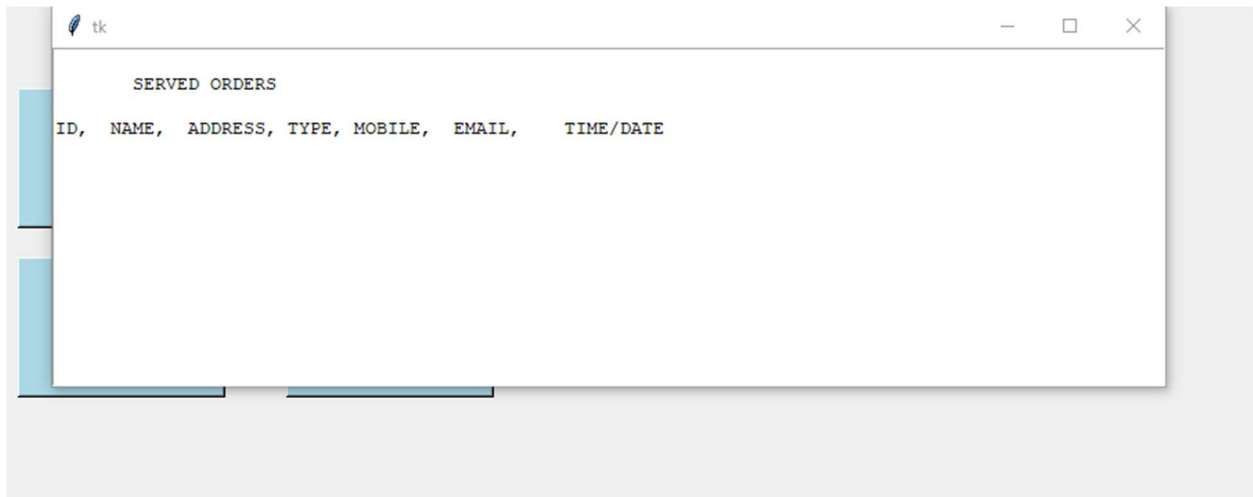 tk
SERVED ORDERS
ID, NAME, ADDRESS, TYPE, MOBILE, EMAIL, TIME/DATE